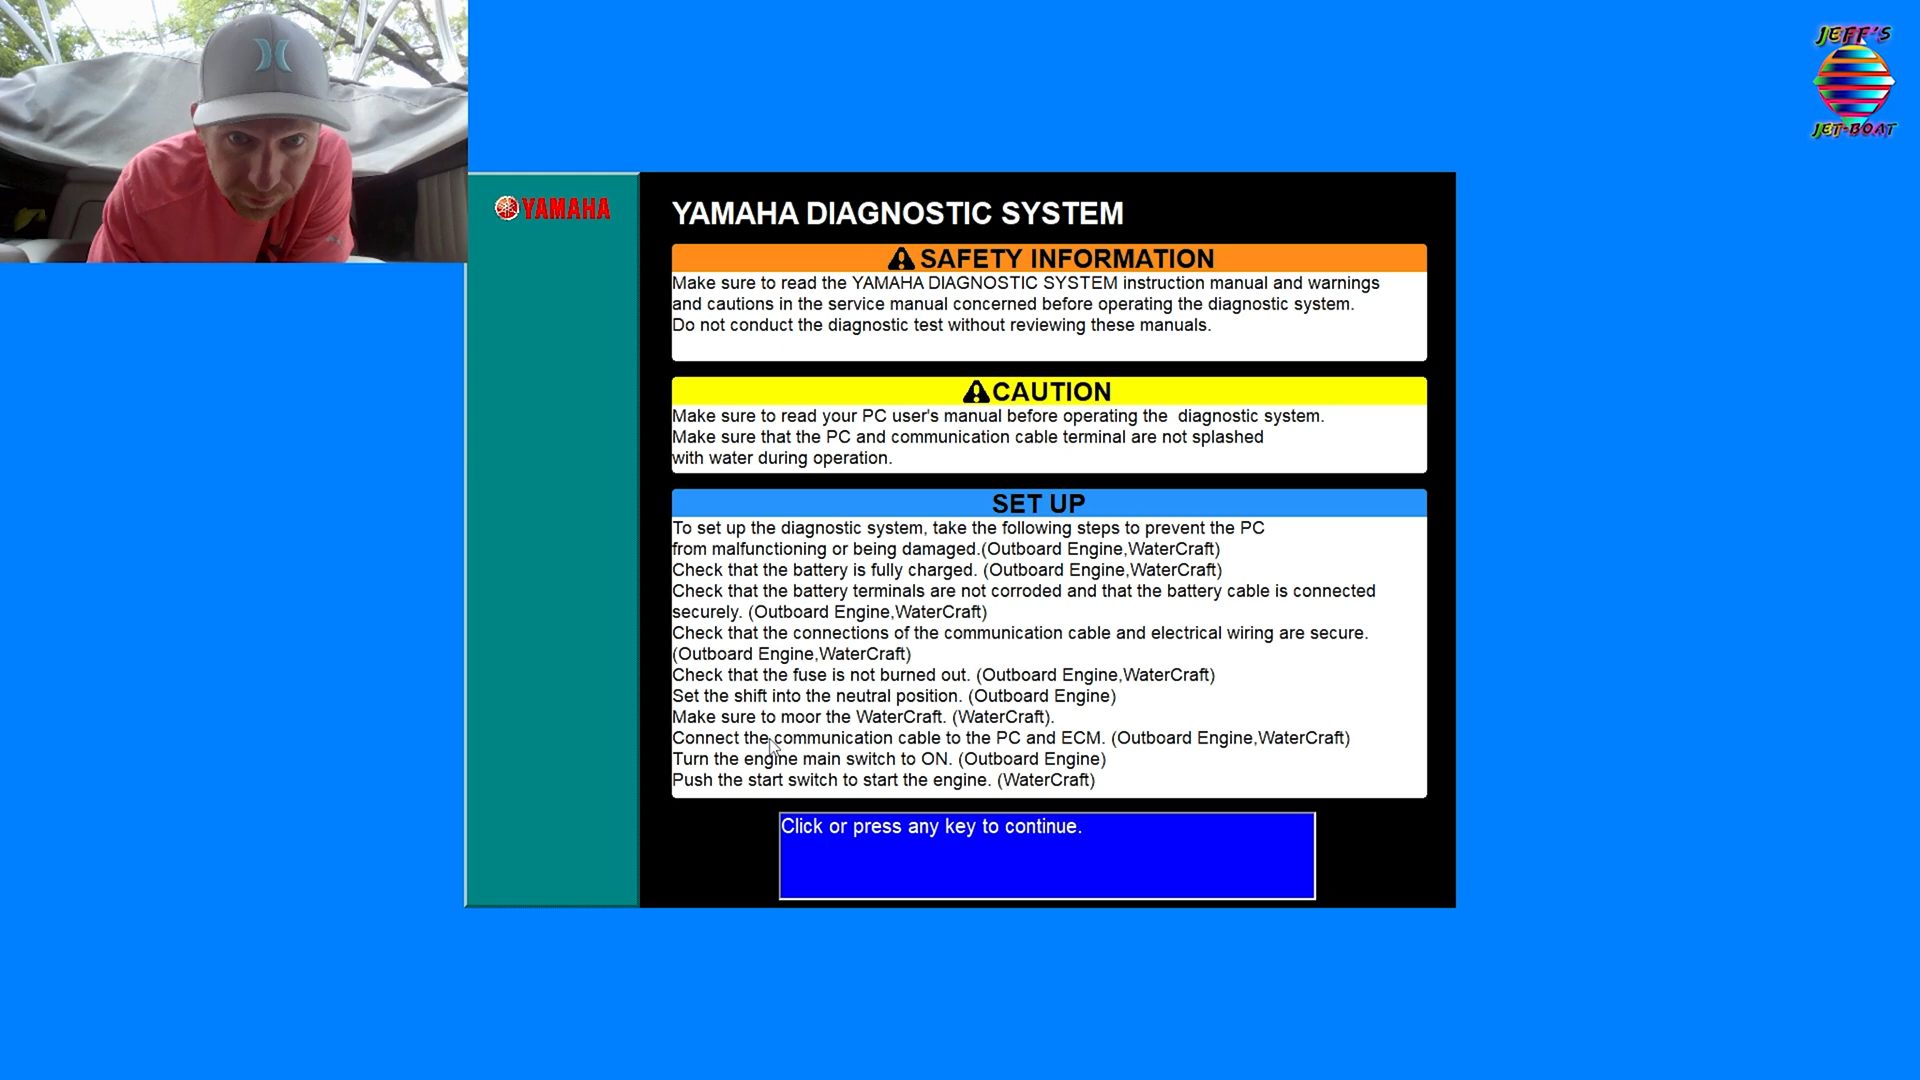 JEFF'S
JET-BOAT
YAMAHA
YAMAHA DIAGNOSTIC SYSTEM
SAFETY INFORMATION
Make sure to read the YAMAHA DIAGNOSTIC SYSTEM instruction manual and warnings
and cautions in the service manual concerned before operating the diagnostic system.
Do not conduct the diagnostic test without reviewing these manuals.
CAUTION
Make sure to read your PC user's manual before operating the  diagnostic system.
Make sure that the PC and communication cable terminal are not splashed
with water during operation.
SET UP
To set up the diagnostic system, take the following steps to prevent the PC
from malfunctioning or being damaged.(Outboard Engine,WaterCraft)
Check that the battery is fully charged. (Outboard Engine,WaterCraft)
Check that the battery terminals are not corroded and that the battery cable is connected
securely. (Outboard Engine,WaterCraft)
Check that the connections of the communication cable and electrical wiring are secure.
(Outboard Engine,WaterCraft)
Check that the fuse is not burned out. (Outboard Engine,WaterCraft)
Set the shift into the neutral position. (Outboard Engine)
Make sure to moor the WaterCraft. (WaterCraft).
Connect the communication cable to the PC and ECM. (Outboard Engine,WaterCraft)
Turn the engine main switch to ON. (Outboard Engine)
Push the start switch to start the engine. (WaterCraft)
Click or press any key to continue.